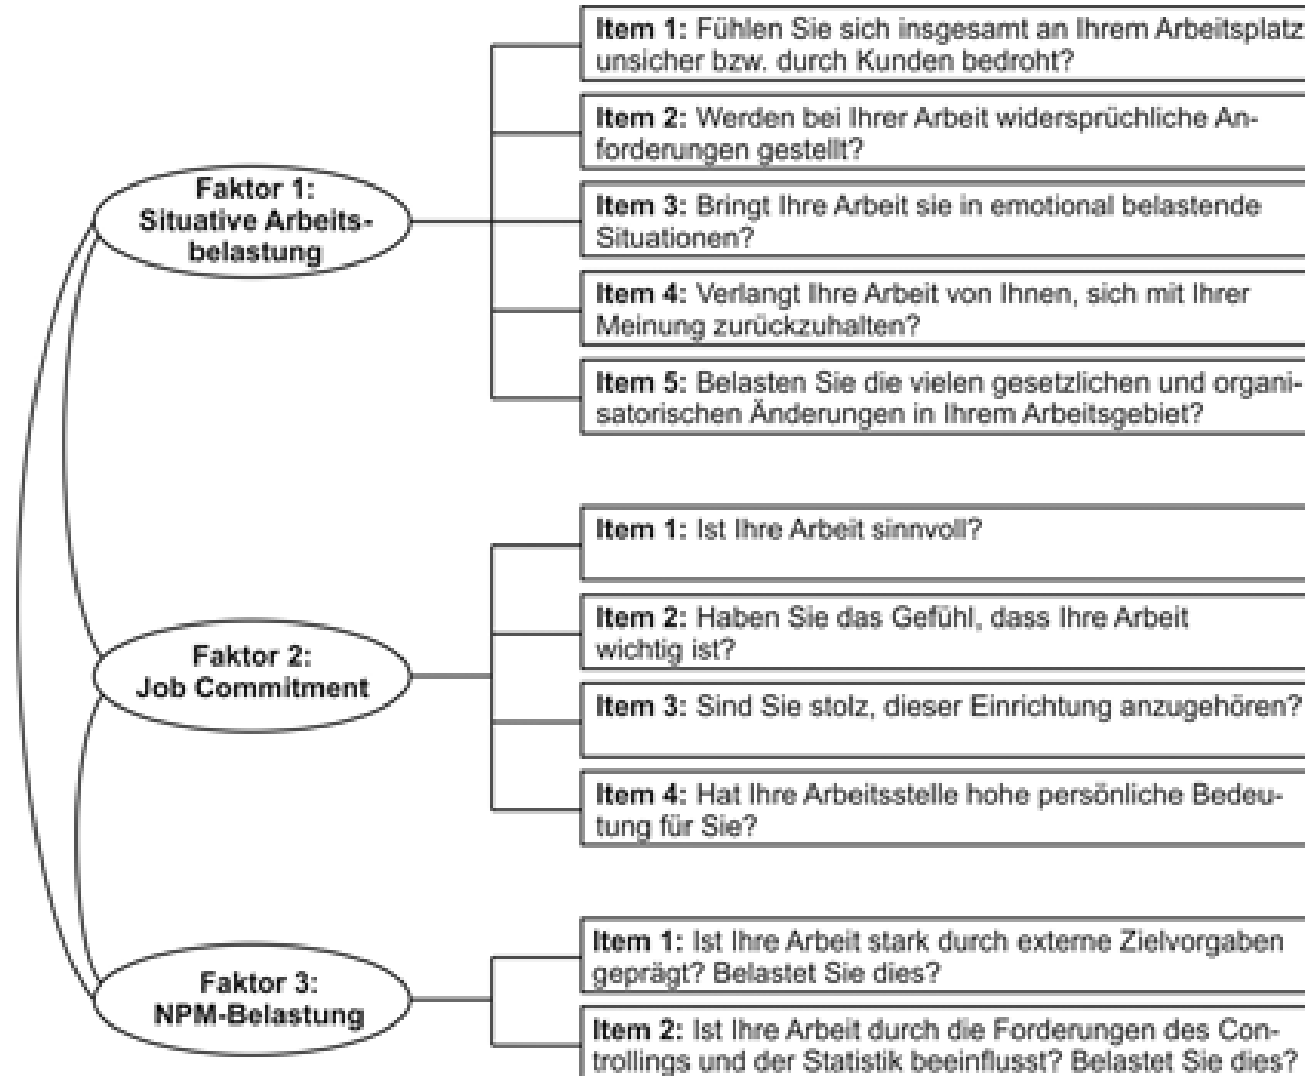 Item 1: Fühlen Sie sich insgesamt an Ihrem Arbeitsplatz
unsicher bzw. durch Kunden bedroht?
Item 2: Werden bei Ihrer Arbeit widersprüchliche An-
forderungen gestellt?
Faktor 1:
Situative Arbeits-
belastung
Item 3: Bringt Ihre Arbeit sie in emotional belastende
Situationen?
Item 4: Verlangt Ihre Arbeit von Ihnen, sich mit Ihrer
Meinung zurückzuhalten?
Item 5: Belasten Sie die vielen gesetzlichen und organi-
satorischen Änderungen in Ihrem Arbeitsgebiet?
Item 1: Ist Ihre Arbeit sinnvoll?
Item 2: Haben Sie das Gefühl, dass Ihre Arbeit
wichtig ist?
Faktor 2:
Job Commitment
Item 3: Sind Sie stolz, dieser Einrichtung anzugehören?
Item 4: Hat Ihre Arbeitsstelle hohe persönliche Bedeu-
tung für Sie?
Item 1: Ist Ihre Arbeit stark durch externe Zielvorgaben
geprägt? Belastet Sie dies?
Faktor 3:
NPM-Belastung
Item 2: Ist Ihre Arbeit durch die Forderungen des Con-
trollings und der Statistik beeinflusst? Belastet Sie dies?